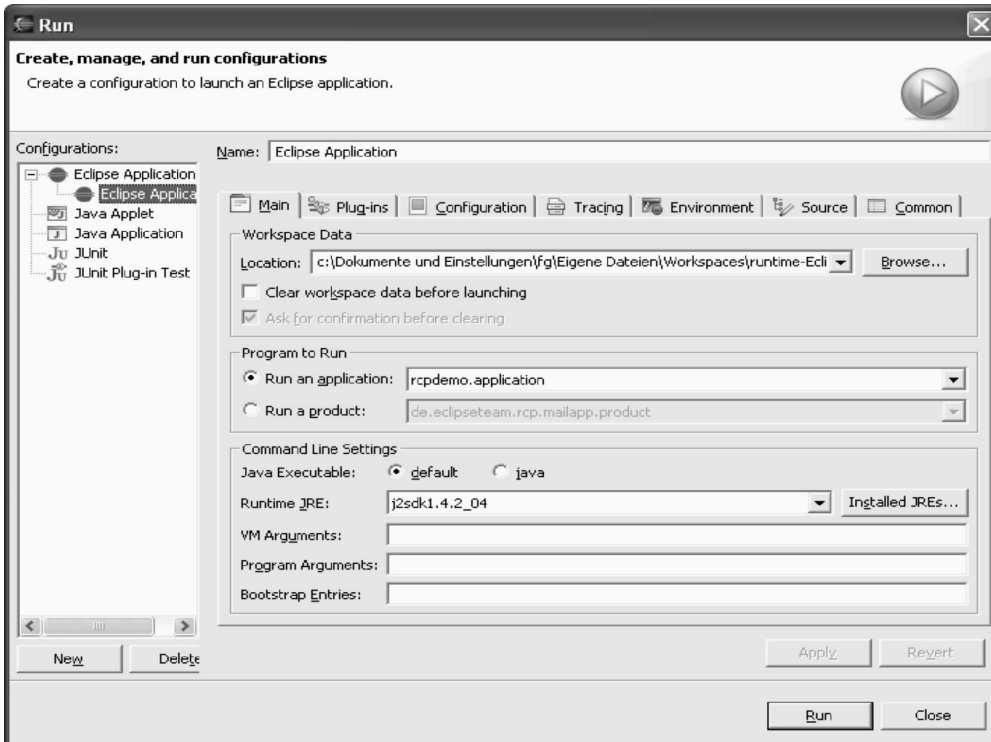 Run
Create, manage, and run configurations
Create a configuration to launch an Eclipse application.
Configurations:
Eclipse Application
Eclipse Applica
Java Applet
Java Application
JUnit
JUnit Plug-in Test
New Delete
Name: Eclipse Application
Main Plug-ins Configuration Tracing Environment Source Common
Workspace Data
Location: c:\Dokumente und Einstellungen\fg\Eigene Dateien\Workspaces\runtime-Ecli Browse...
Clear workspace data before launching
Ask for confirmation before clearing
Program to Run
Run an application: rcpdemo.application
Run a product: de.eclipseteam.rcp.mailapp.product
Command Line Settings
Java Executable: default java
Runtime JRE: j2sdk1.4.2_04 Installed JREs...
VM Arguments:
Program Arguments:
Bootstrap Entries:
Apply Revert
Run Close